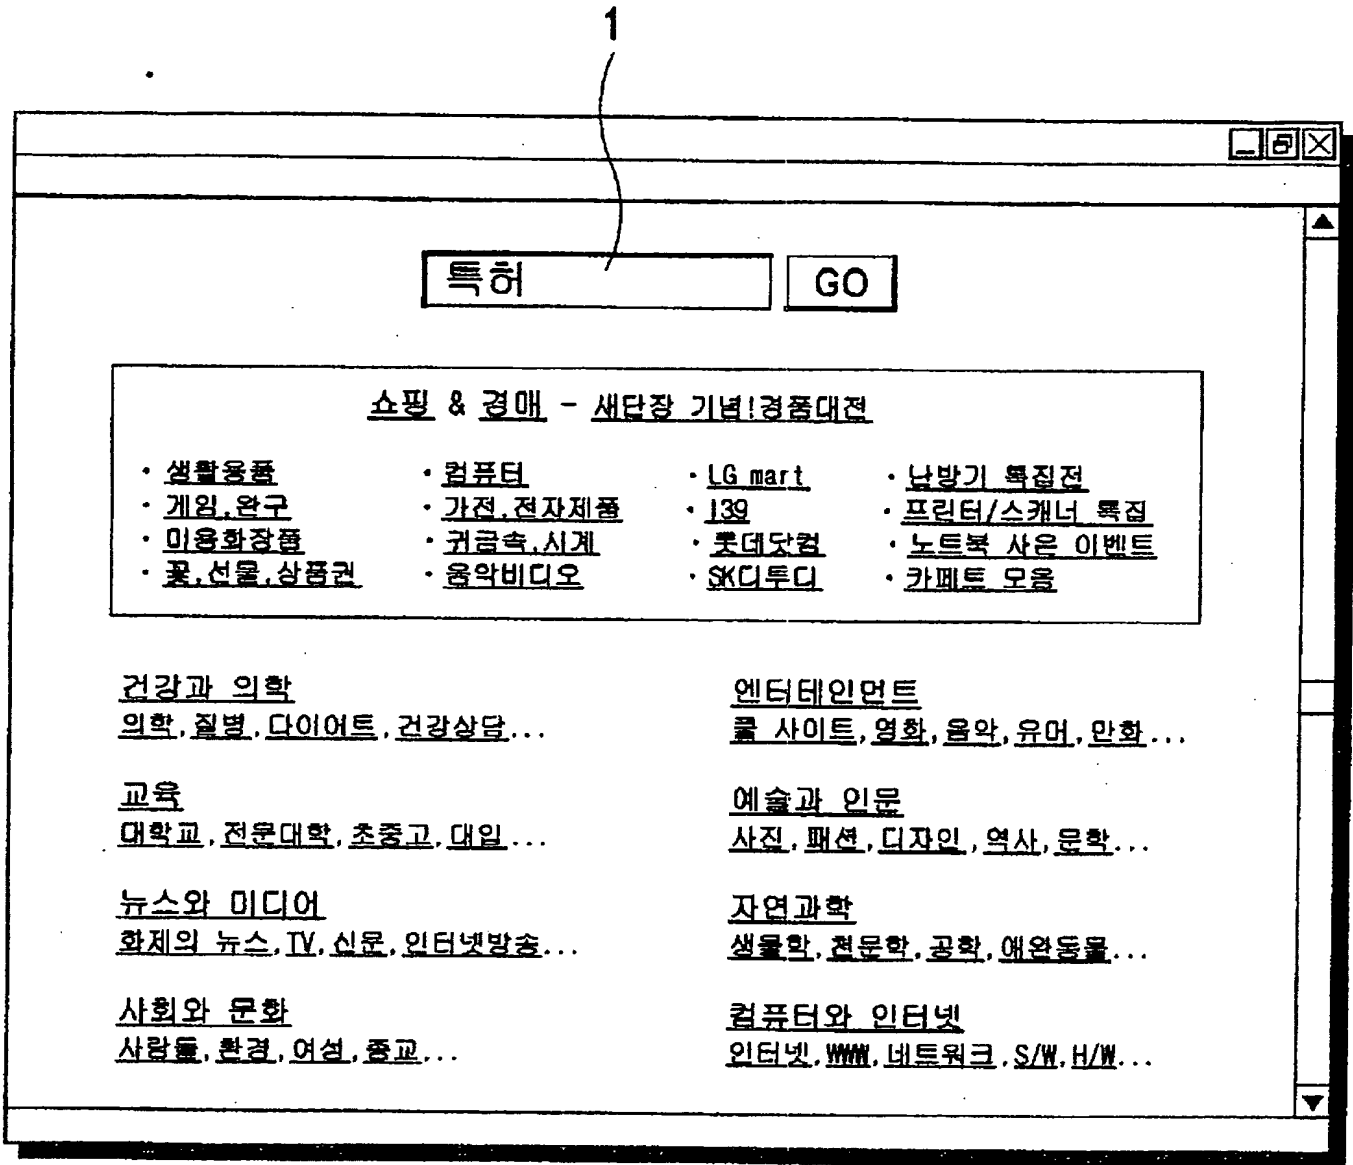 1
특허 GO
쇼핑 & 경매 - 새단장 기념!경품대전
· 생활용품 · 컴퓨터 · LG mart · 난방기 특집전
· 게임,완구 · 가전,전자제품 · I39 · 프린터/스캐너 특집
· 미용화장품 · 귀금속,시계 · 롯데닷컴 · 노트북 사은 이벤트
· 꽃,선물,상품권 · 음악비디오 · SK디투디 · 카페트 모음
건강과 의학 엔터테인먼트
의학,질병,다이어트,건강상담... 쿨 사이트,영화,음악,유머,만화...
교육 예술과 인문
대학교,전문대학,초중고,대입... 사진,패션,디자인,역사,문학...
뉴스와 미디어 자연과학
화제의 뉴스,TV,신문,인터넷방송... 생물학,천문학,공학,애완동물...
사회와 문화 컴퓨터와 인터넷
사람들,환경,여성,종교... 인터넷,WWW,네트워크,S/W,H/W...